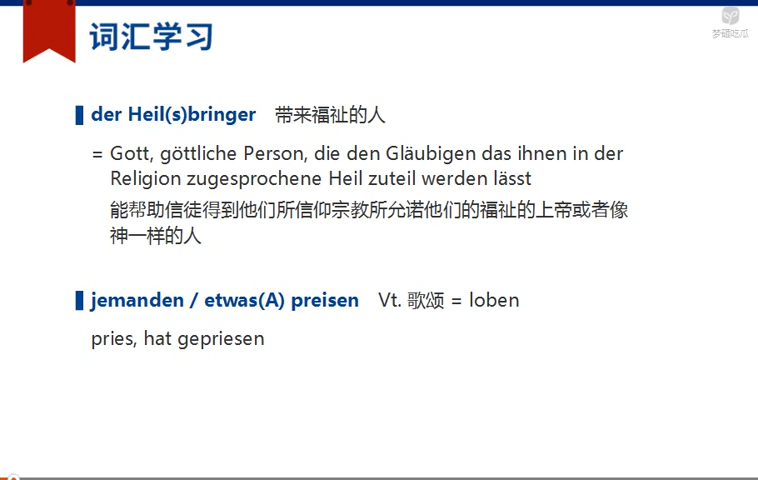 词汇学习
der Heil(s)bringer 带来福祉的人
= Gott, göttliche Person, die den Gläubigen das ihnen in der
Religion zugesprochene Heil zuteil werden lässt
能帮助信徒得到他们所信仰宗教所允诺他们的福祉的上帝或者像
神一样的人
jemanden / etwas(A) preisen Vt. 歌颂 = loben
pries, hat gepriesen